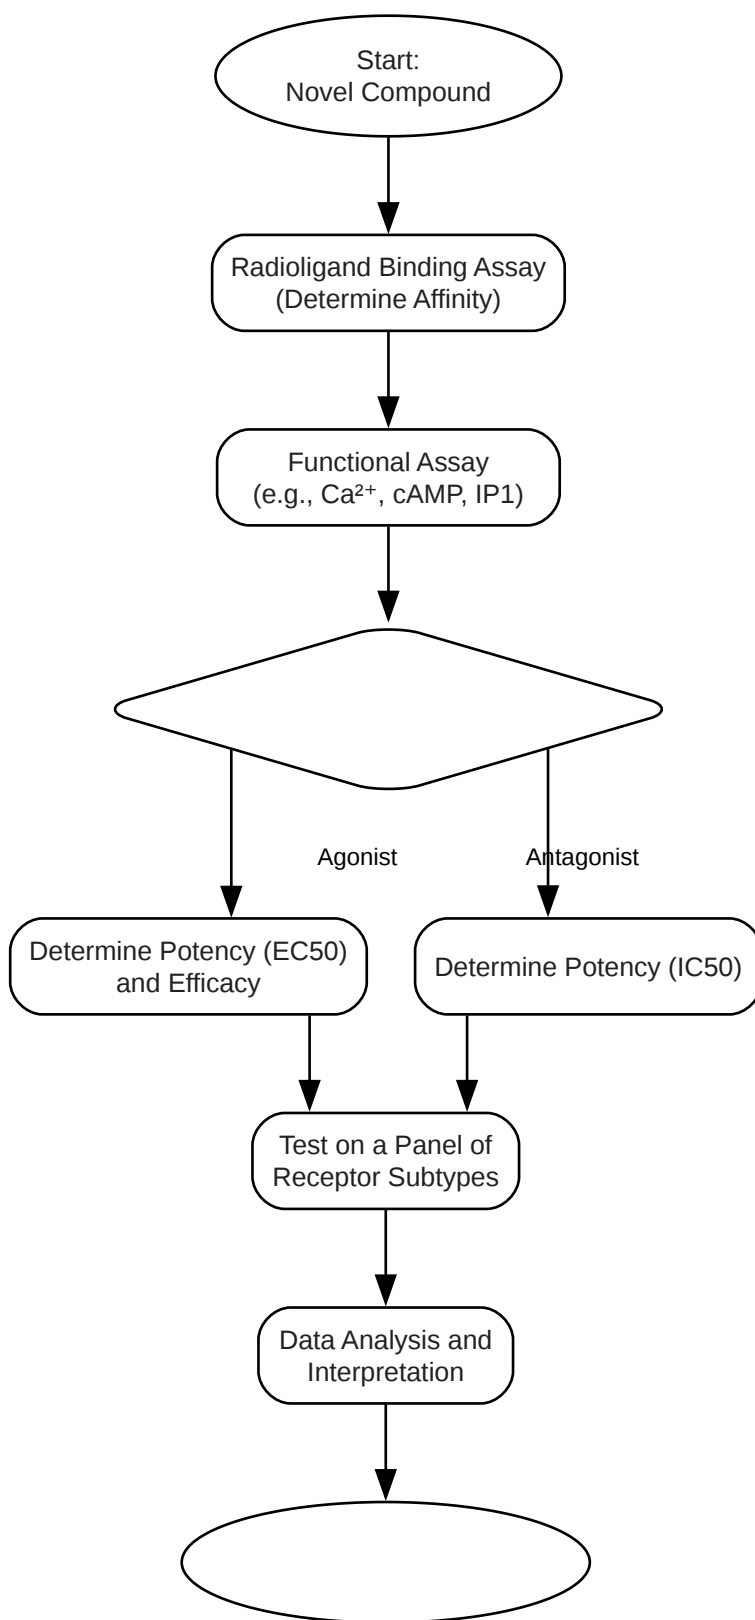 Start:
Novel Compound
Radioligand Binding Assay
(Determine Affinity)
Functional Assay
(e.g., Ca²⁺, cAMP, IP1)
Agonist
Antagonist
Determine Potency (EC50)
and Efficacy
Determine Potency (IC50)
Test on a Panel of
Receptor Subtypes
Data Analysis and
Interpretation